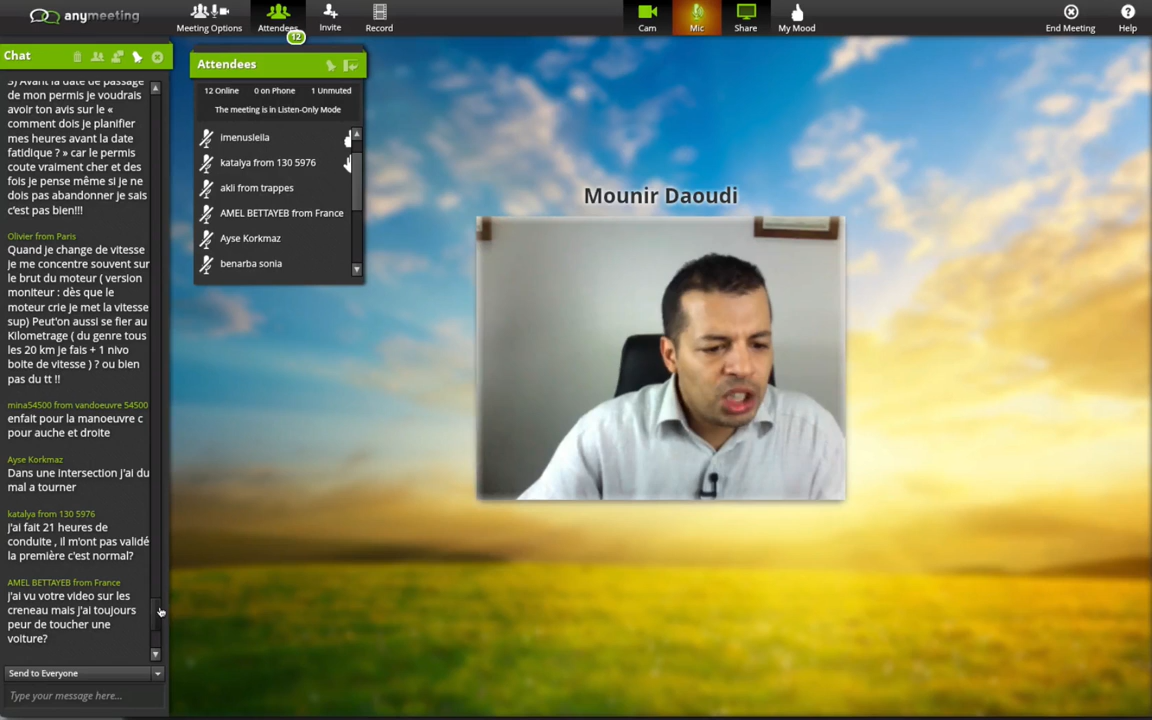 anymeeting
Meeting Options
Attendees
12
Invite
Record
Cam
Mic
Share
My Mood
End Meeting
Help
Chat
3) Avant la date de passage
de mon permis je voudrais
avoir ton avis sur le «
comment dois je planifier
mes heures avant la date
fatidique ? » car le permis
coute vraiment cher et des
fois je pense même si je ne
dois pas abandonner je sais
c'est pas bien!!!
Olivier from Paris
Quand je change de vitesse
je me concentre souvent sur
le brut du moteur ( version
moniteur : dès que le
moteur crie je met la vitesse
sup) Peut'on aussi se fier au
Kilometrage ( du genre tous
les 20 km je fais + 1 nivo
boite de vitesse ) ? ou bien
pas du tt !!
mina54500 from vandoeuvre 54500
enfait pour la manoeuvre c
pour auche et droite
Ayse Korkmaz
Dans une intersection j'ai du
mal a tourner
katalya from 130 5976
j'ai fait 21 heures de
conduite , il m'ont pas validé
la première c'est normal?
AMEL BETTAYEB from France
j'ai vu votre video sur les
creneau mais j'ai toujours
peur de toucher une
voiture?
Send to Everyone
Type your message here...
Attendees
12 Online 0 on Phone 1 Unmuted
The meeting is in Listen-Only Mode
imenusleila
katalya from 130 5976
akli from trappes
AMEL BETTAYEB from France
Ayse Korkmaz
benarba sonia
Mounir Daoudi